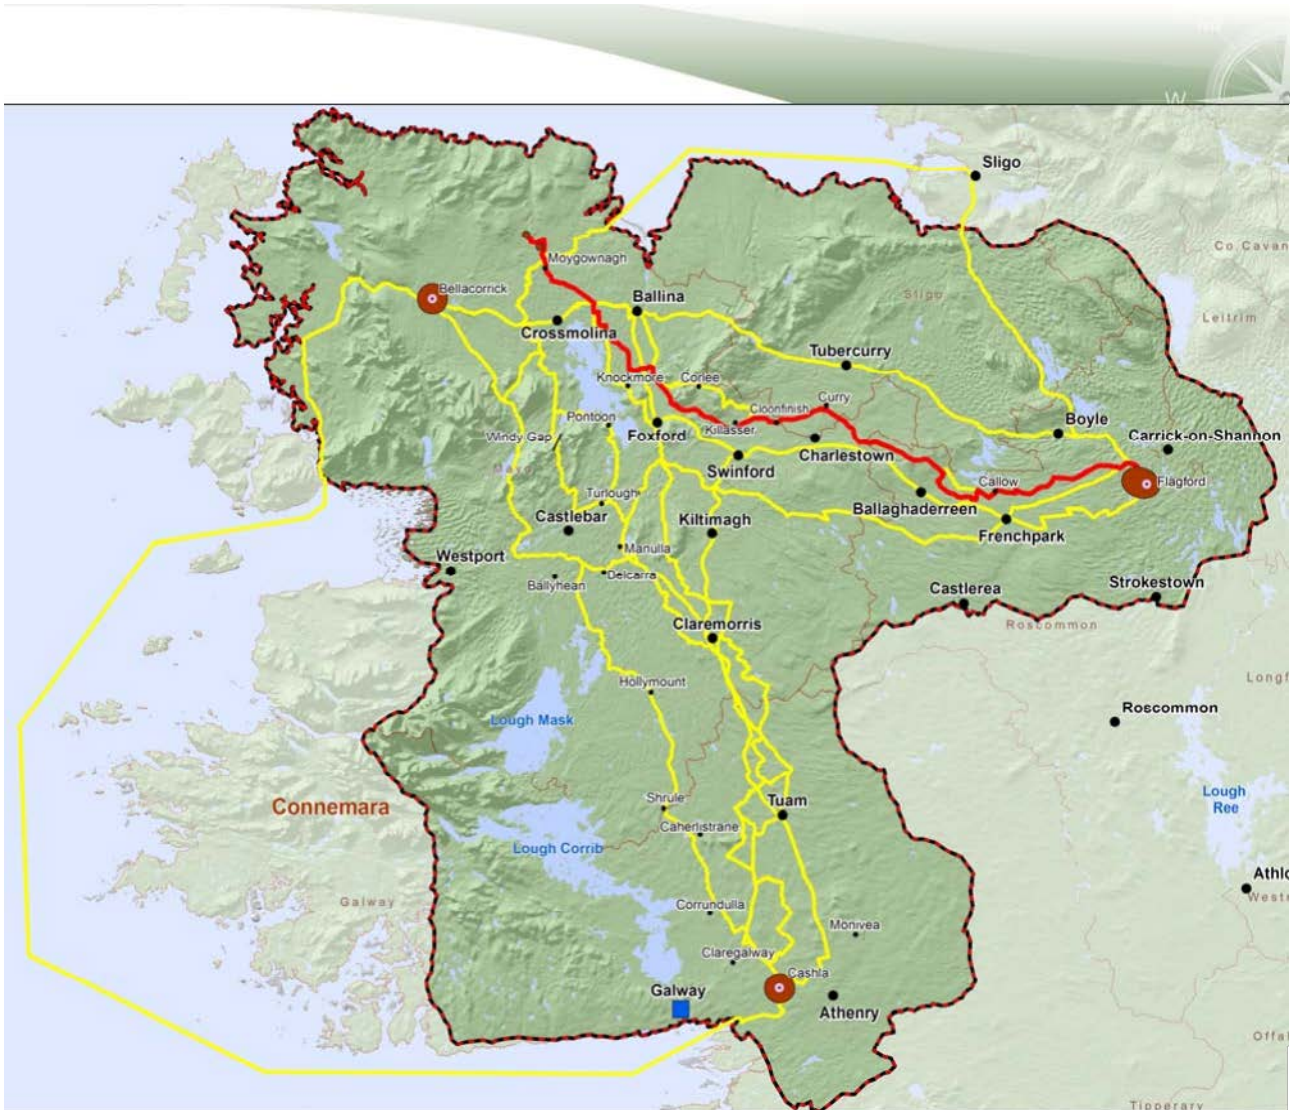 W
Sligo
Co.Cavan
Moygownagh
Bellacorrick
Sligo
Ballina
Leitrim
Crossmolina
Tubercurry
Knockmore
Corlee
Curry
Cloonfinish
Pontoon
Killasser
Boyle
Windy Gap
Foxford
Carrick-on-Shannon
Charlestown
Mayo
Swinford
Callow
Flagford
Turlough
Ballaghaderreen
Castlebar
Kiltimagh
Frenchpark
Manulla
Westport
Delcarra
Ballyhean
Castlerea
Strokestown
Claremorris
Roscommon
Hollymount
Longf
Lough Mask
Roscommon
Shrule
Tuam
Lough
Ree
Connemara
Caherlistrane
Lough Corrib
Athlo
Galway
Corrundulla
Weste
Monivea
Claregalway
Cashla
Galway
Athenry
Offal
Tipperary